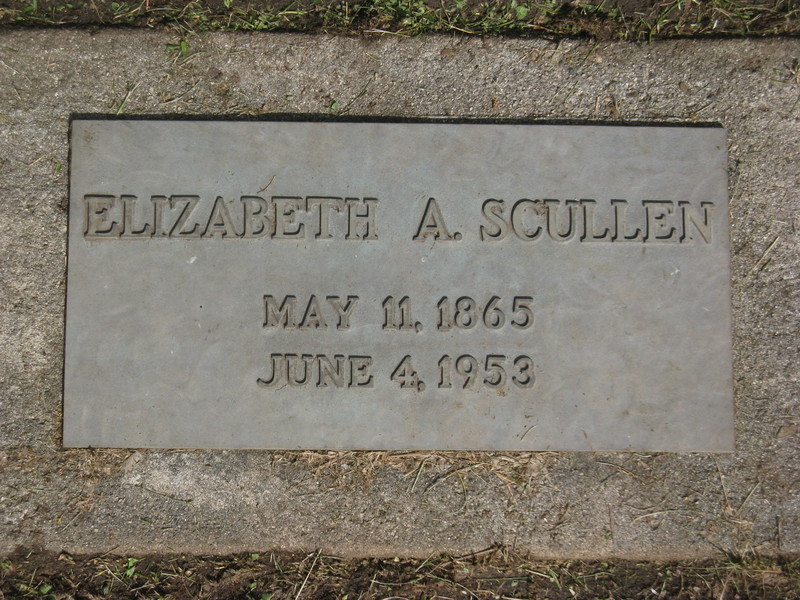 ELIZABETH A. SCULLEN
MAY 11, 1865
JUNE 4, 1953